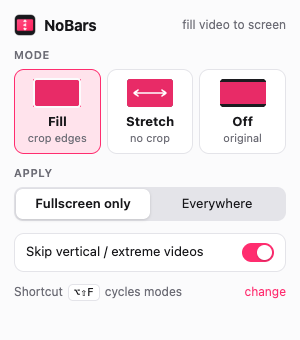 NoBars fill video to screen
MODE
Fill Stretch Off
crop edges no crop original
APPLY
Fullscreen only Everywhere
Skip vertical / extreme videos
Shortcut ⌥⇧F cycles modes change